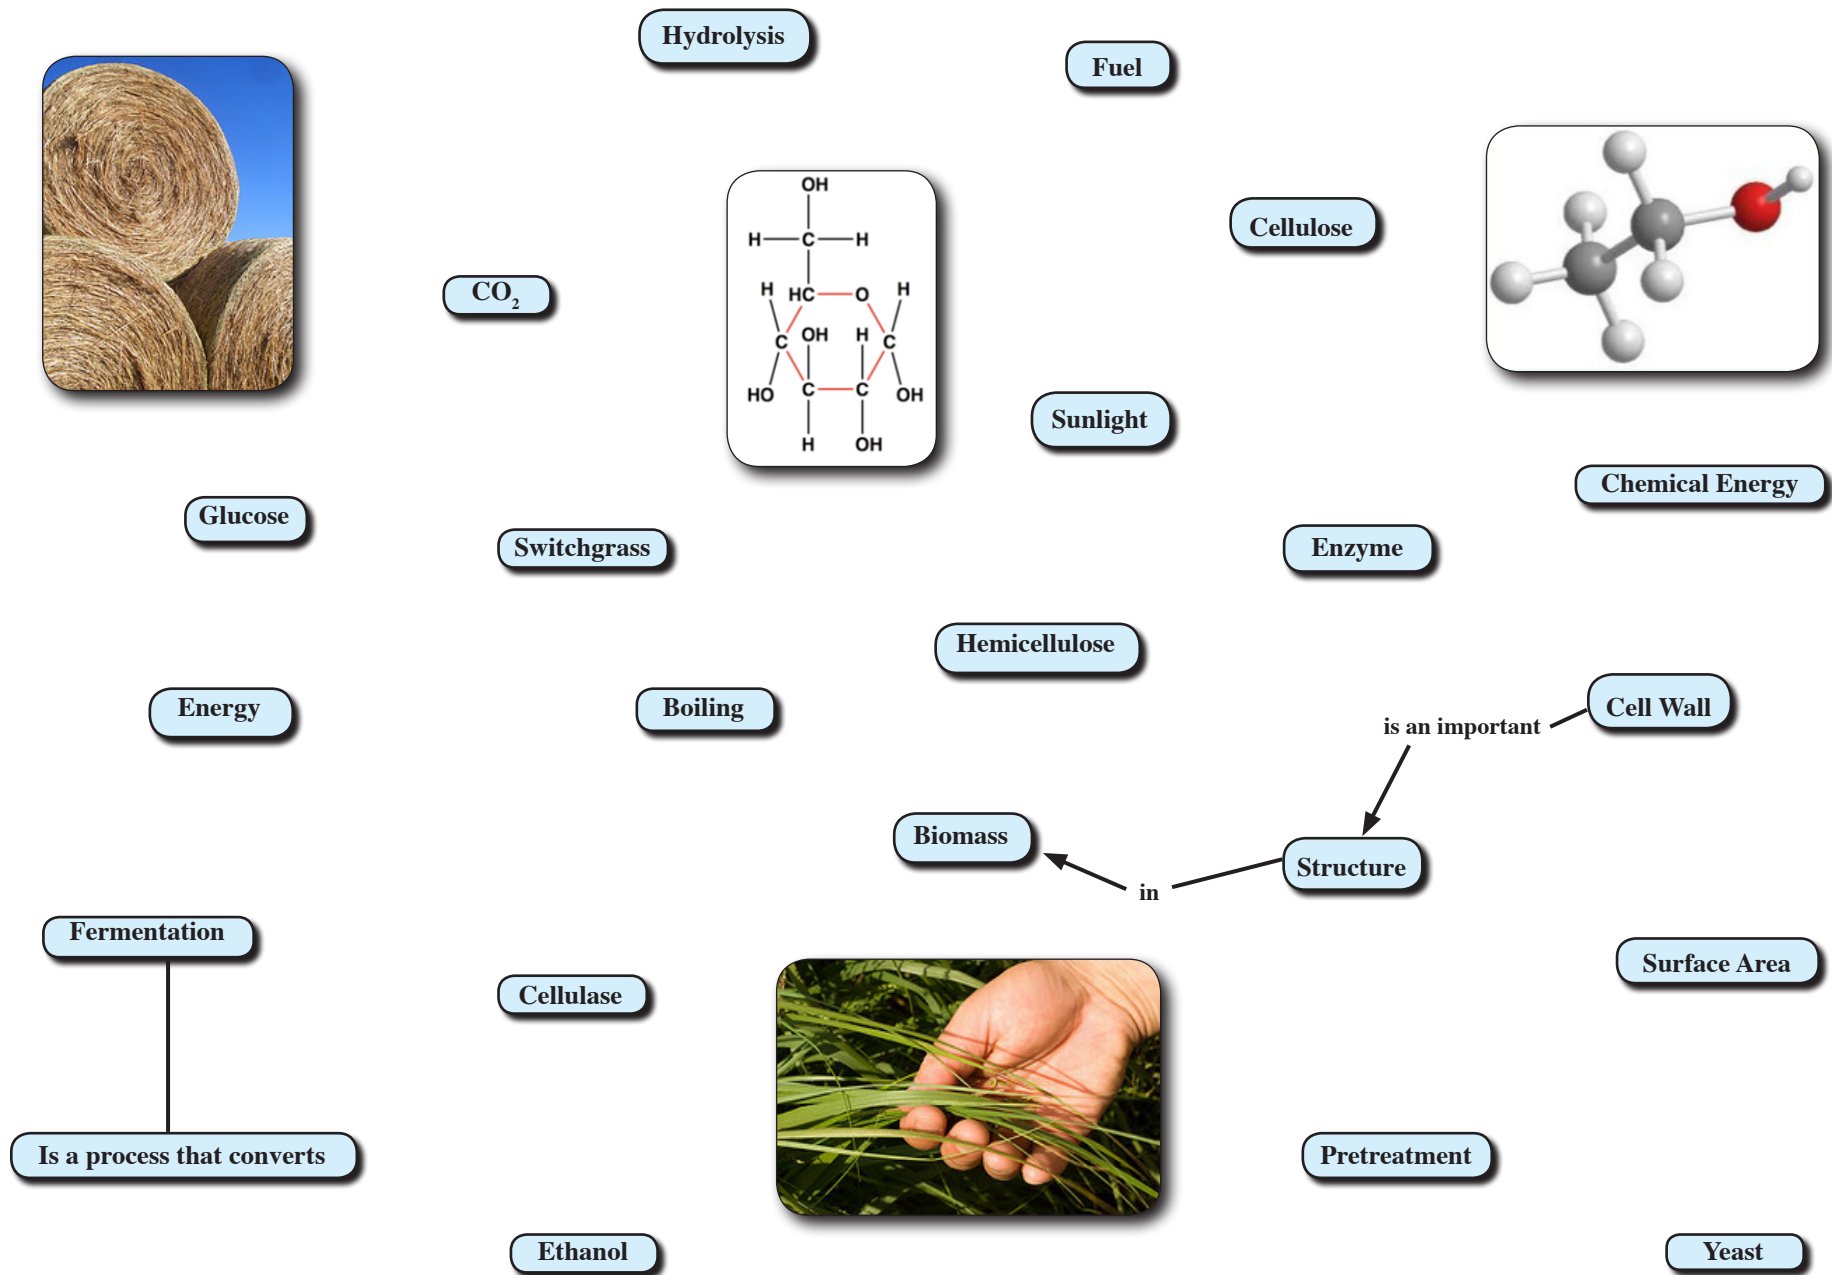 Hydrolysis
Fuel
OH
H C H
Cellulose
CO2
H HC O H
C OH H C
HO C C OH
H OH
Sunlight
Chemical Energy
Glucose
Switchgrass
Enzyme
Hemicellulose
Energy
Boiling
Cell Wall
is an important
Biomass
Structure
in
Fermentation
Surface Area
Cellulase
Is a process that converts
Pretreatment
Ethanol
Yeast